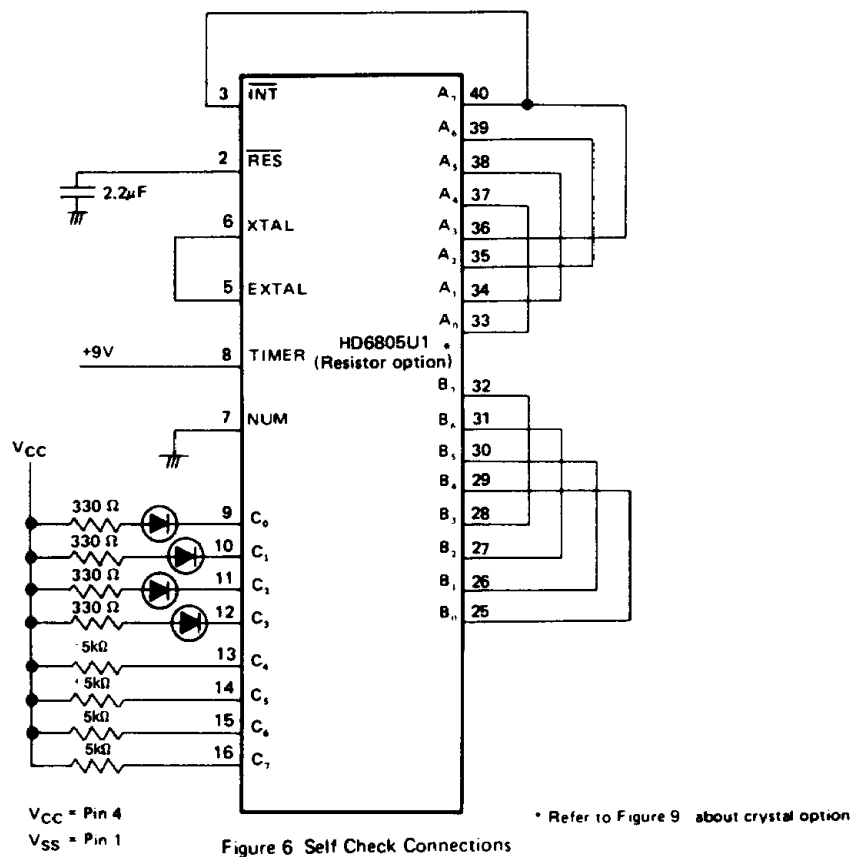 3 INT A₇ 40
A₆ 39
2 RES A₅ 38
2.2μF
A₄ 37
6 XTAL A₃ 36
A₂ 35
5 EXTAL A₁ 34
A₀ 33
HD6805U1 *
+9V 8 TIMER (Resistor option)
B₇ 32
7 NUM B₆ 31
VCC B₅ 30
B₄ 29
330 Ω 9 C₀ B₃ 28
330 Ω 10 C₁ B₂ 27
330 Ω 11 C₂ B₁ 26
330 Ω 12 C₃ B₀ 25
5kΩ 13 C₄
5kΩ 14 C₅
5kΩ 15 C₆
5kΩ 16 C₇
VCC = Pin 4
* Refer to Figure 9 about crystal option
VSS = Pin 1
Figure 6 Self Check Connections